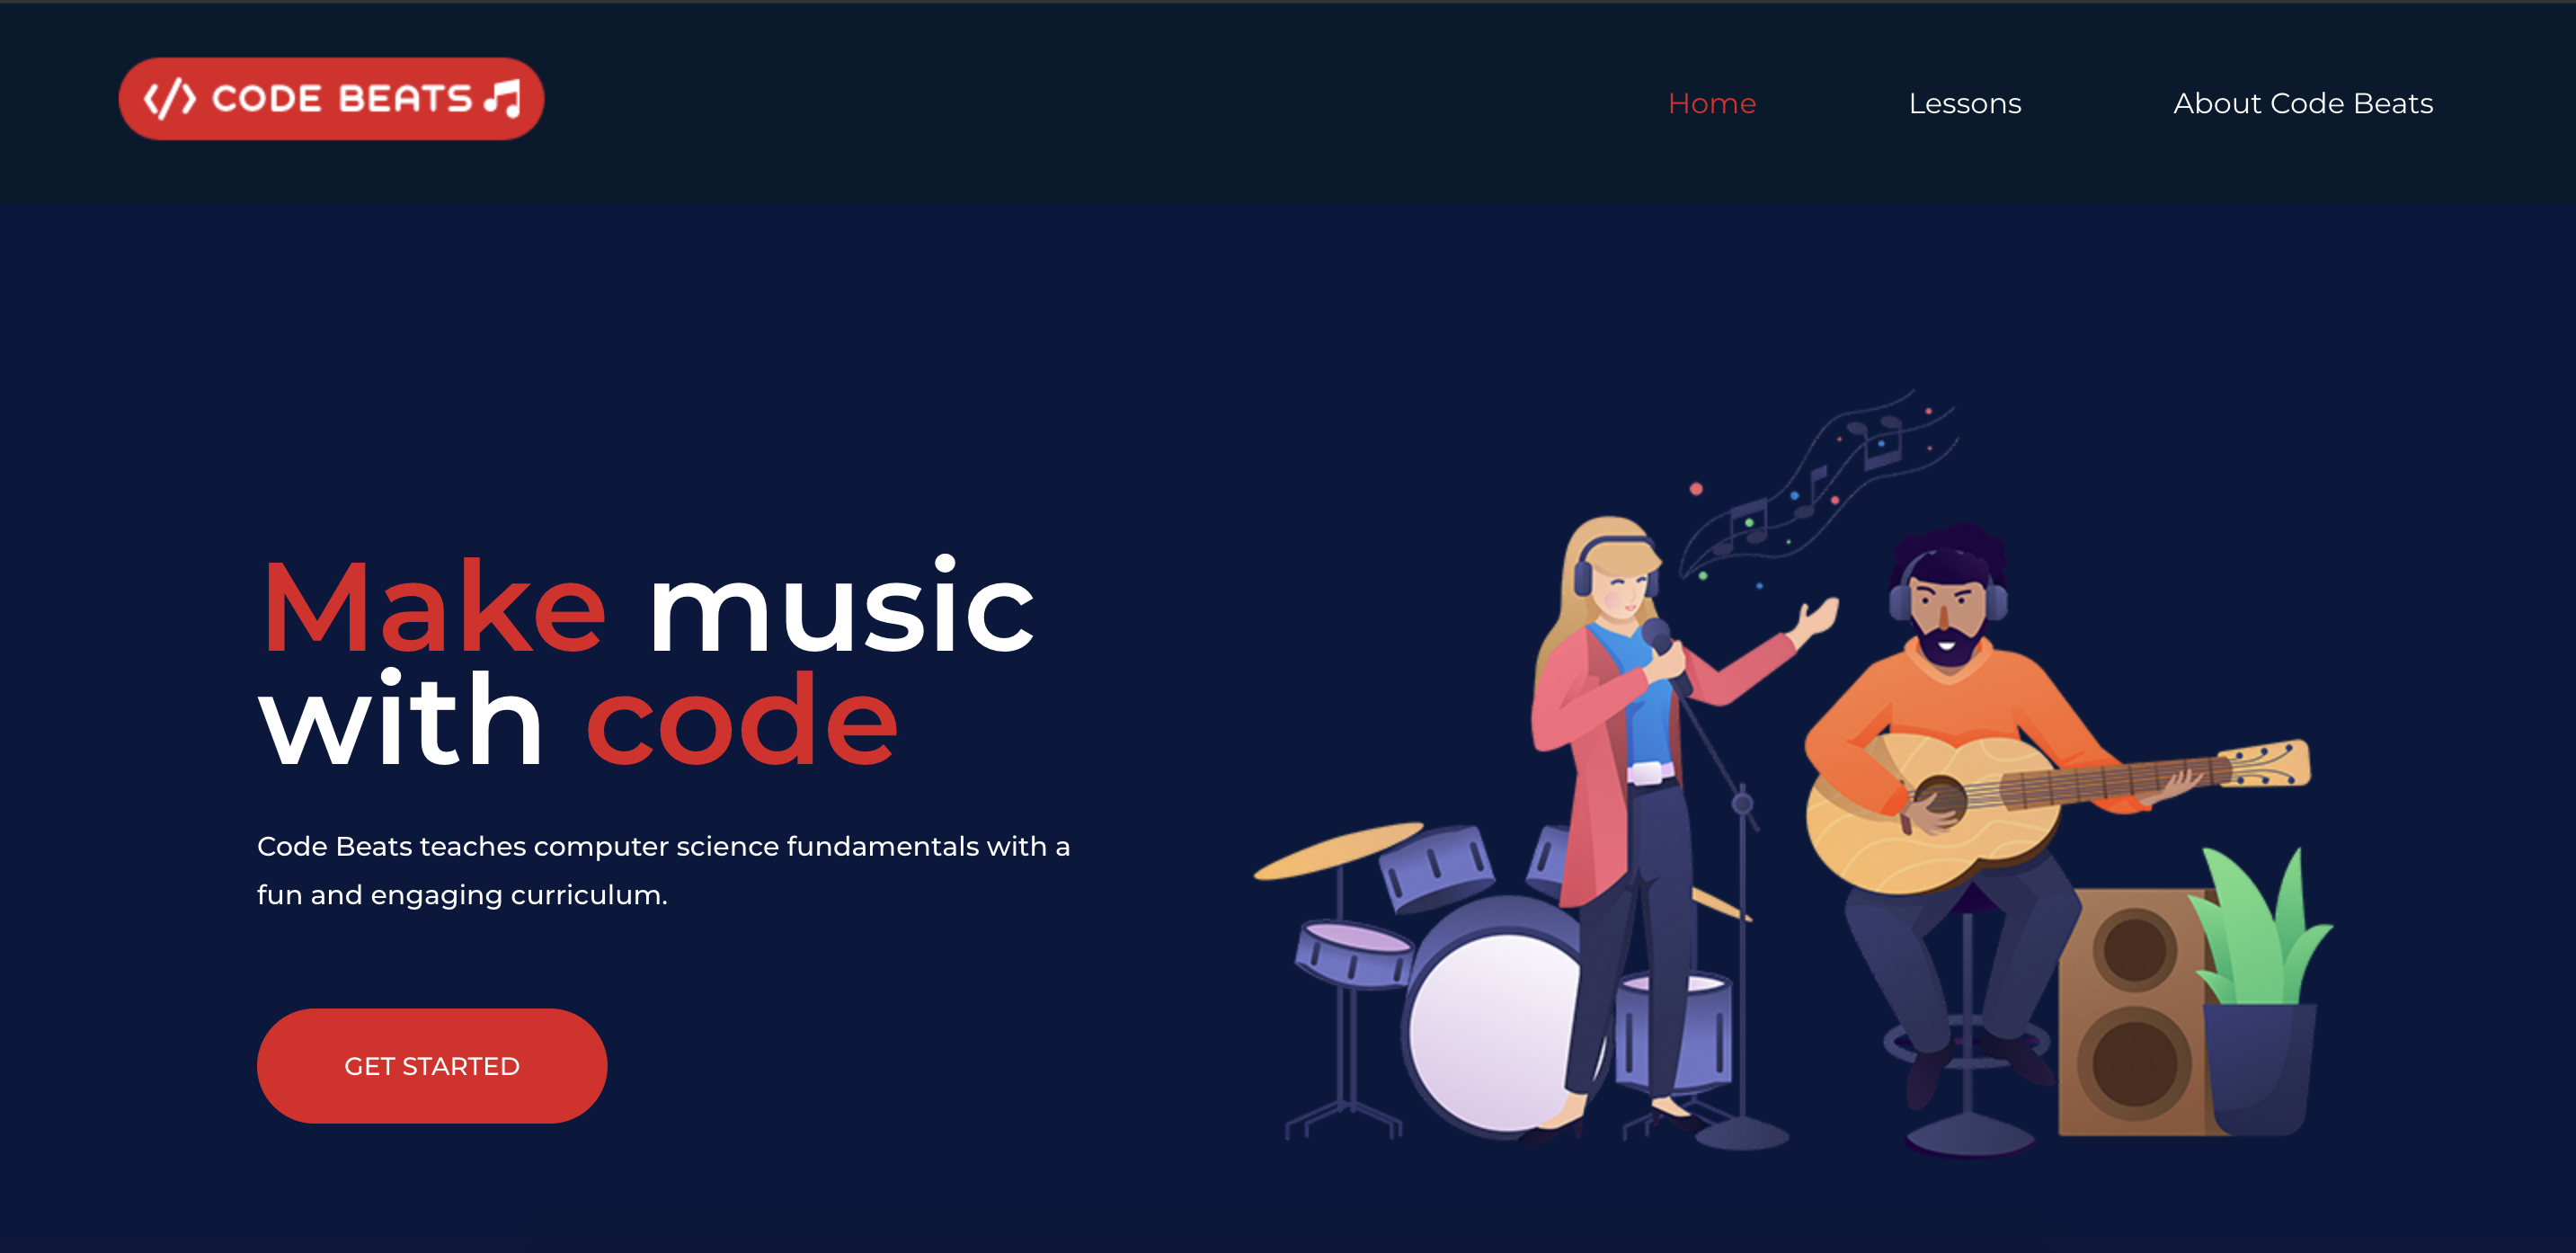 </> CODE BEATS
Home
Lessons
About Code Beats
Make music
with code
Code Beats teaches computer science fundamentals with a
fun and engaging curriculum.
GET STARTED